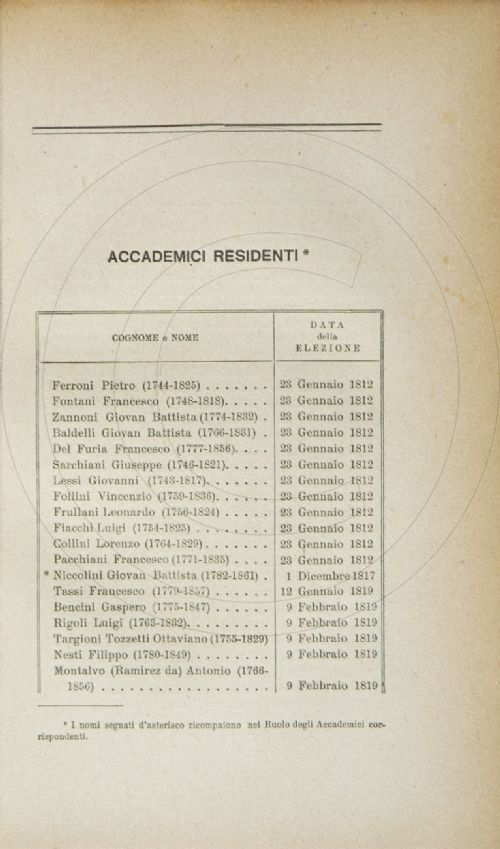 ACCADEMICI RESIDENTI *
COGNOME e NOME
DATA
della
ELEZIONE
Ferroni Pietro (1744-1825) . . . . . . . 23 Gennaio 1812
Fontani Francesco (1748-1818). . . . . 23 Gennaio 1812
Zannoni Giovan Battista (1774-1832) . 23 Gennaio 1812
Baldelli Giovan Battista (1766-1831) . 23 Gennaio 1812
Del Furia Francesco (1777-1856). . . . 23 Gennaio 1812
Sarchiani Giuseppe (1746-1821). . . . . 23 Gennaio 1812
Lessi Giovanni (1743-1817). . . . . . . 23 Gennaio 1812
Follini Vincenzio (1759-1836). . . . . . 23 Gennaio 1812
Frullani Leonardo (1756-1824) . . . . . 23 Gennaio 1812
Fiacchi Luigi (1754-1825) . . . . . . . . 23 Gennaio 1812
Collini Lorenzo (1764-1829). . . . . . . 23 Gennaio 1812
Pacchiani Francesco (1771-1835) . . . . 23 Gennaio 1812
* Niccolini Giovan Battista (1782-1861) . 1 Dicembre 1817
Tassi Francesco (1779-1857) . . . . . . 12 Gennaio 1819
Bencini Gaspero (1775-1847) . . . . . . 9 Febbraio 1819
Rigoli Luigi (1763-1832). . . . . . . . . 9 Febbraio 1819
Targioni Tozzetti Ottaviano (1755-1829) 9 Febbraio 1819
Nesti Filippo (1780-1849) . . . . . . . . 9 Febbraio 1819
Montalvo (Ramirez da) Antonio (1766-
1856) . . . . . . . . . . . . . . . . . . 9 Febbraio 1819
* I nomi segnati d'asterisco ricompaiono nel Ruolo degli Accademici cor-
rispondenti.